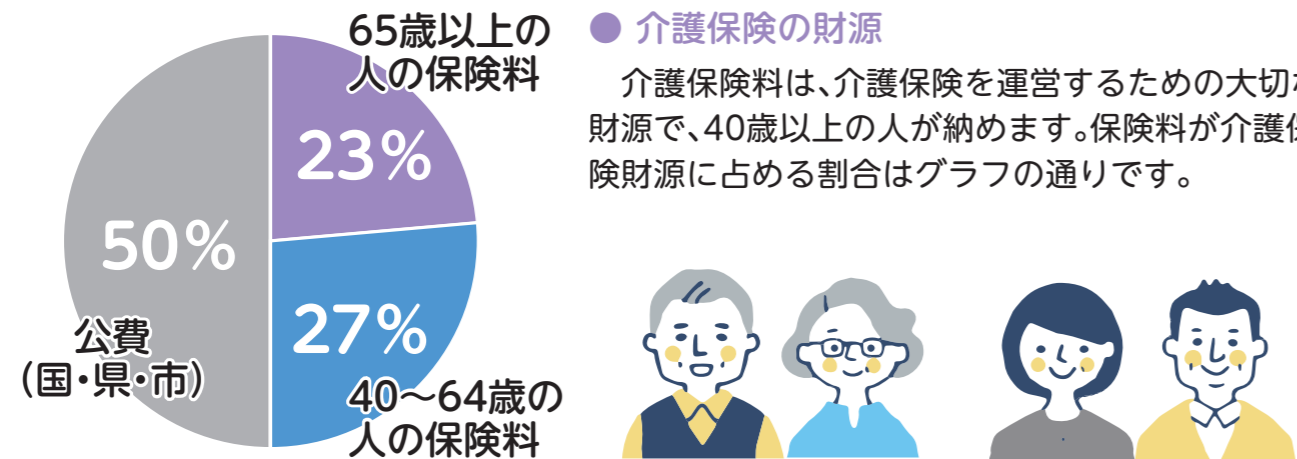 65歳以上の
人の保険料
23%
50%
27%
公費
(国・県・市)
40〜64歳の
人の保険料
● 介護保険の財源
介護保険料は、介護保険を運営するための大切
財源で、40歳以上の人が納めます。保険料が介護
険財源に占める割合はグラフの通りです。